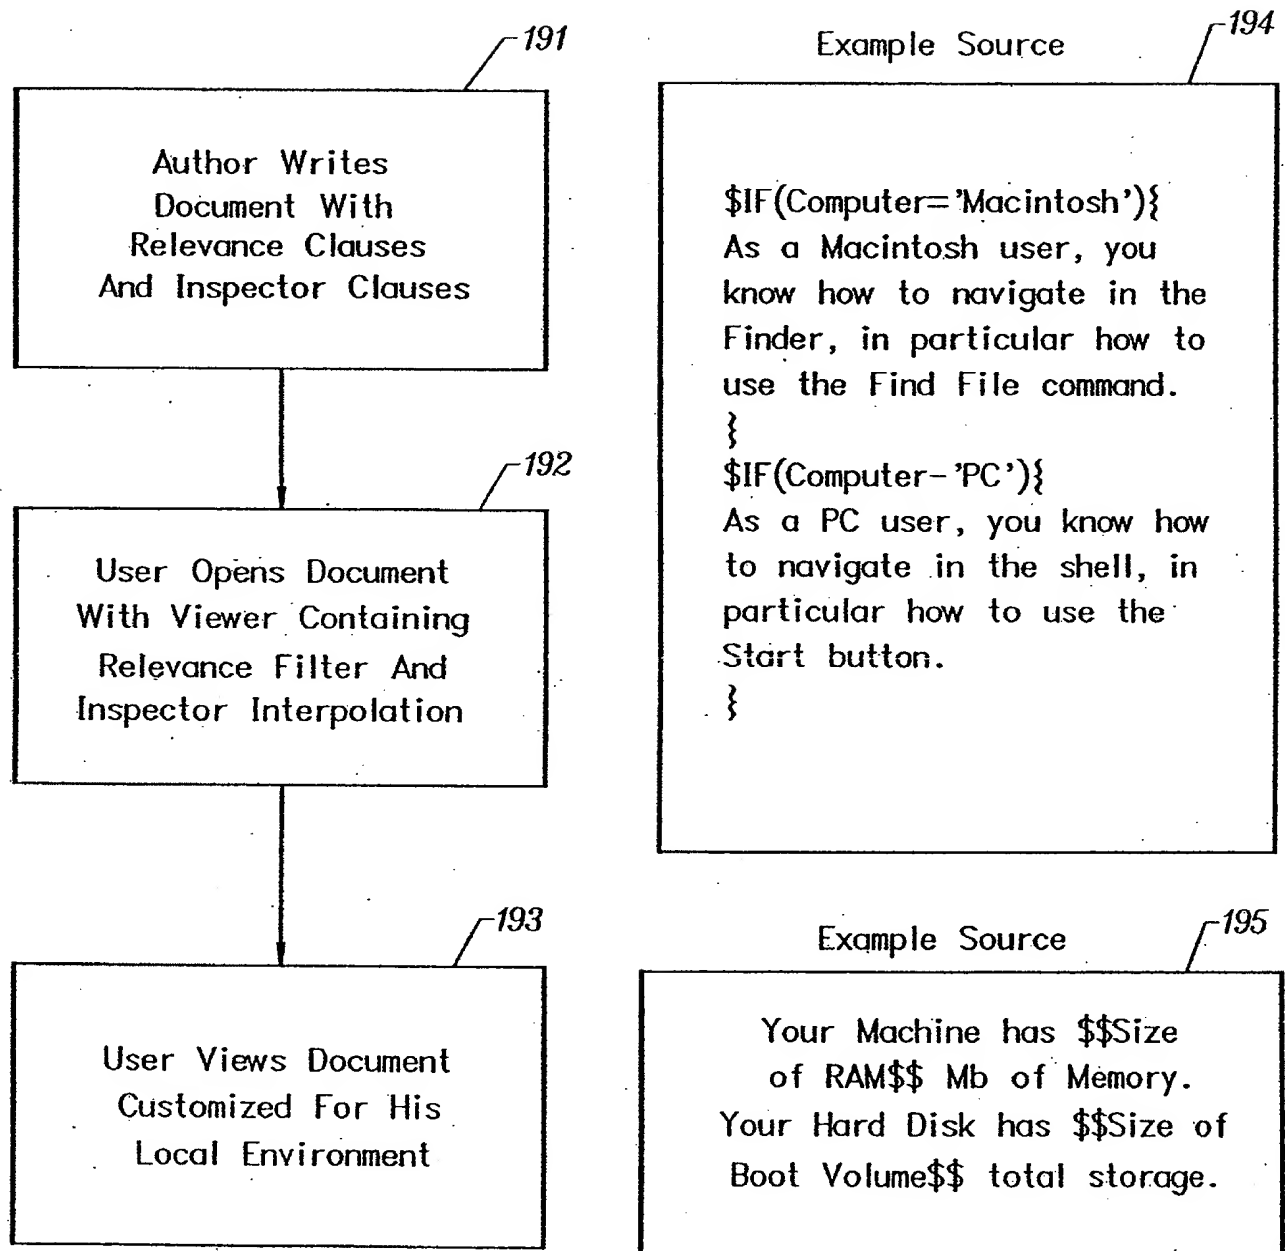 191
Author Writes
Document With
Relevance Clauses
And Inspector Clauses
192
User Opens Document
With Viewer Containing
Relevance Filter And
Inspector Interpolation
193
User Views Document
Customized For His
Local Environment
Example Source
194
$IF(Computer='Macintosh'){
As a Macintosh user, you
know how to navigate in the
Finder, in particular how to
use the Find File command.
}
$IF(Computer-'PC'){
As a PC user, you know how
to navigate in the shell, in
particular how to use the
Start button.
}
Example Source
195
Your Machine has $$Size
of RAM$$ Mb of Memory.
Your Hard Disk has $$Size of
Boot Volume$$ total storage.